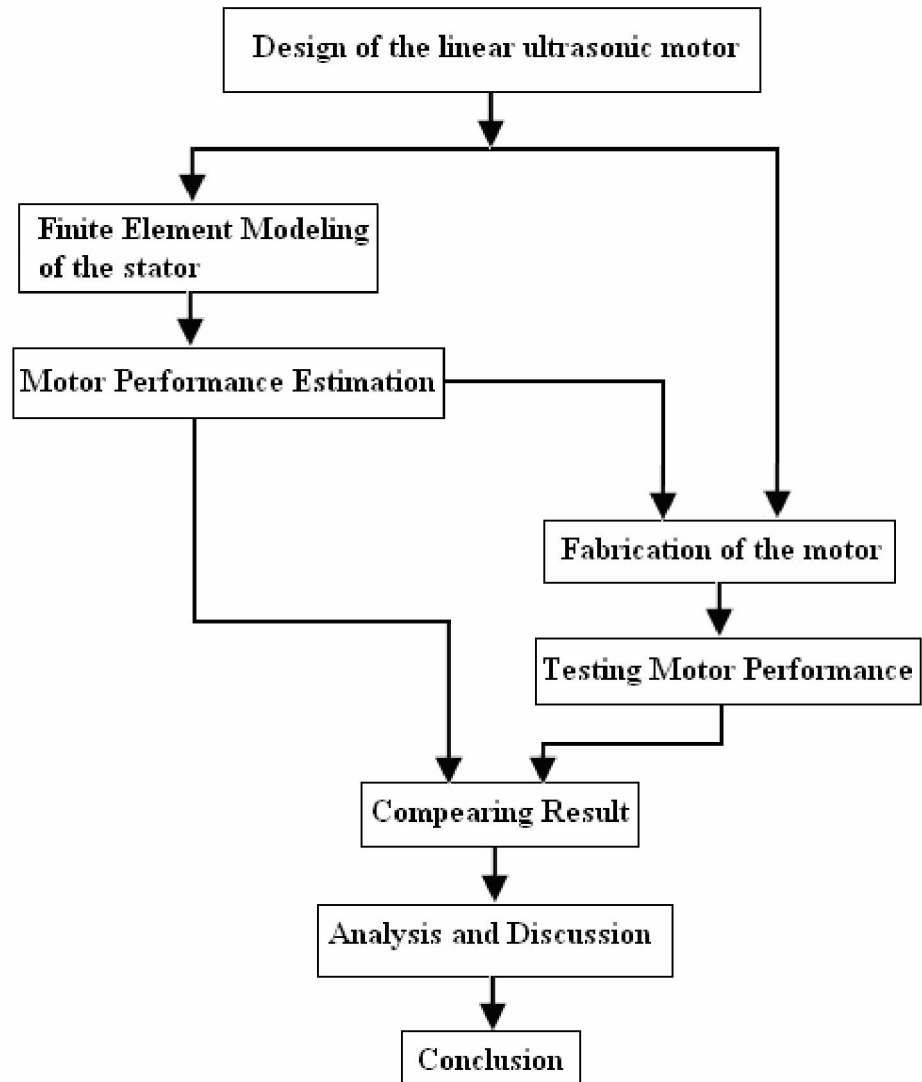 Design of the linear ultrasonic motor
Finite Element Modeling
of the stator
Motor Performance Estimation
Fabrication of the motor
Testing Motor Performance
Compearing Result
Analysis and Discussion
Conclusion